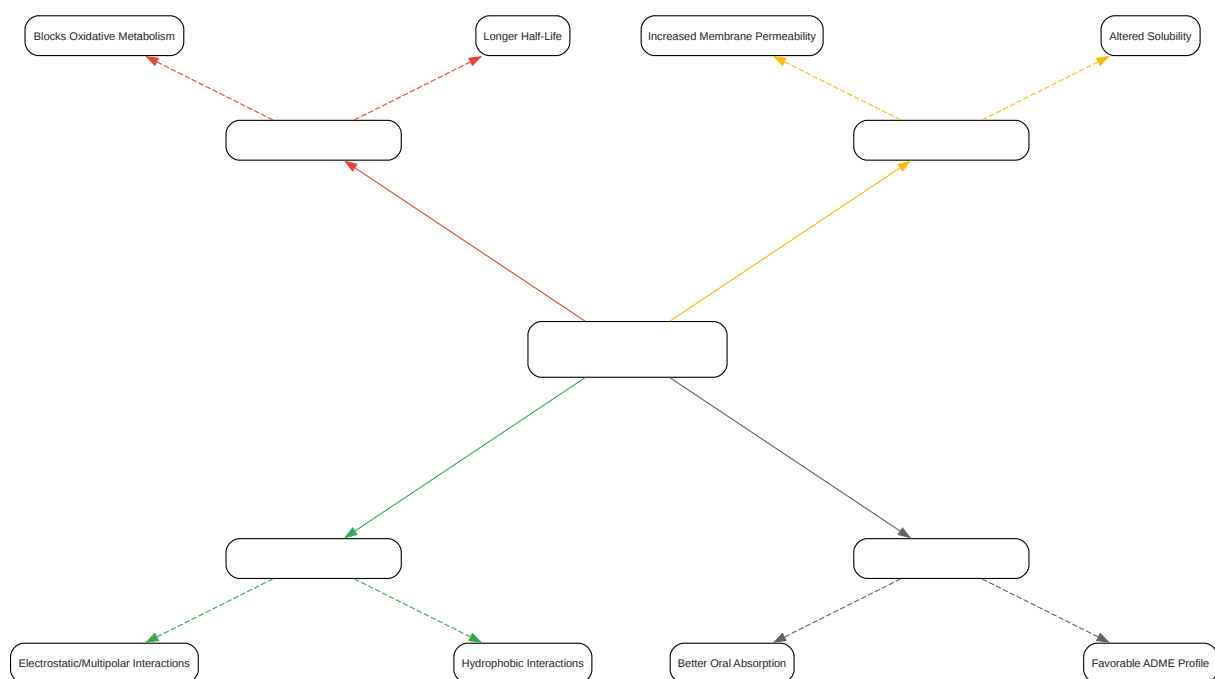 Blocks Oxidative Metabolism
Longer Half-Life
Increased Membrane Permeability
Altered Solubility
Electrostatic/Multipolar Interactions
Hydrophobic Interactions
Better Oral Absorption
Favorable ADME Profile